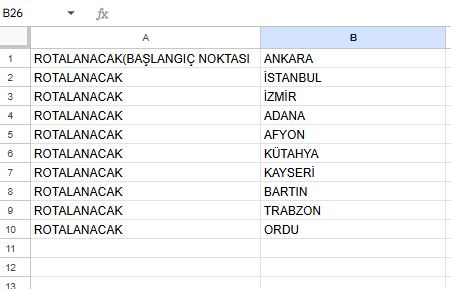 B26 fx
A B
1 ROTALANACAK(BAŞLANGIÇ NOKTASI ANKARA
2 ROTALANACAK İSTANBUL
3 ROTALANACAK İZMİR
4 ROTALANACAK ADANA
5 ROTALANACAK AFYON
6 ROTALANACAK KÜTAHYA
7 ROTALANACAK KAYSERİ
8 ROTALANACAK BARTIN
9 ROTALANACAK TRABZON
10 ROTALANACAK ORDU
11
12
13